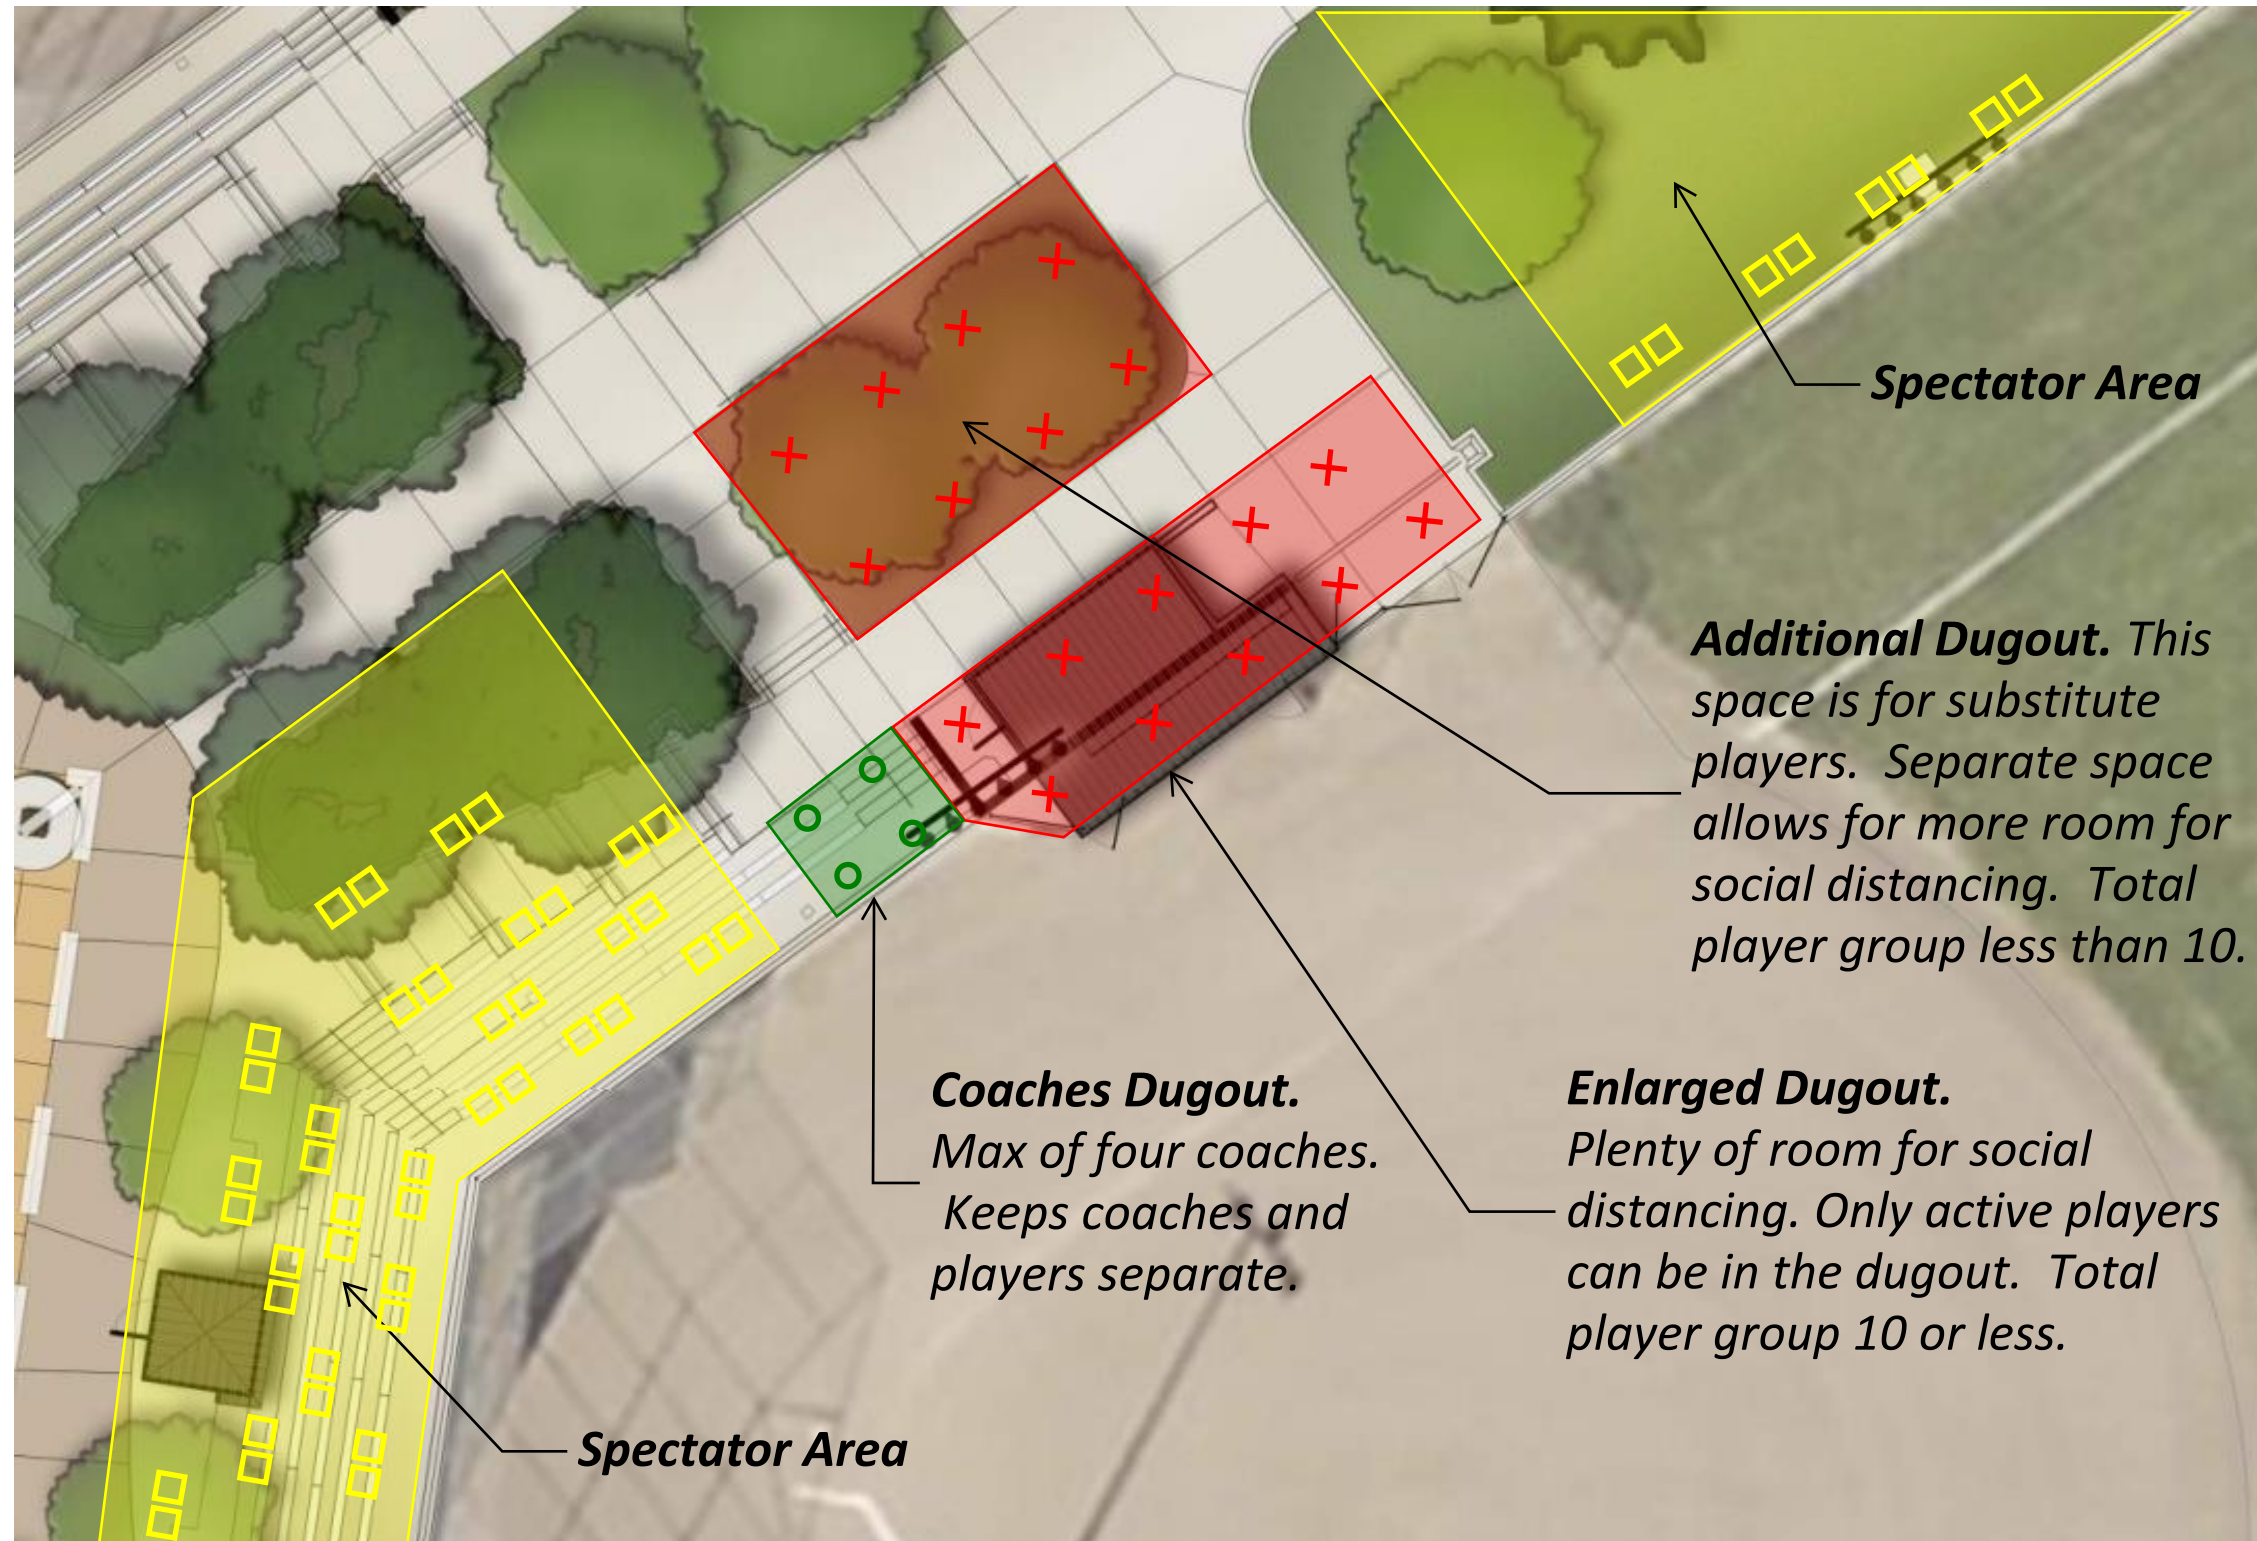 Spectator Area
Additional Dugout. This
space is for substitute
players.  Separate space
allows for more room for
social distancing.  Total
player group less than 10.
Coaches Dugout.
Max of four coaches.
Keeps coaches and
players separate.
Enlarged Dugout.
Plenty of room for social
distancing. Only active players
can be in the dugout.  Total
player group 10 or less.
Spectator Area